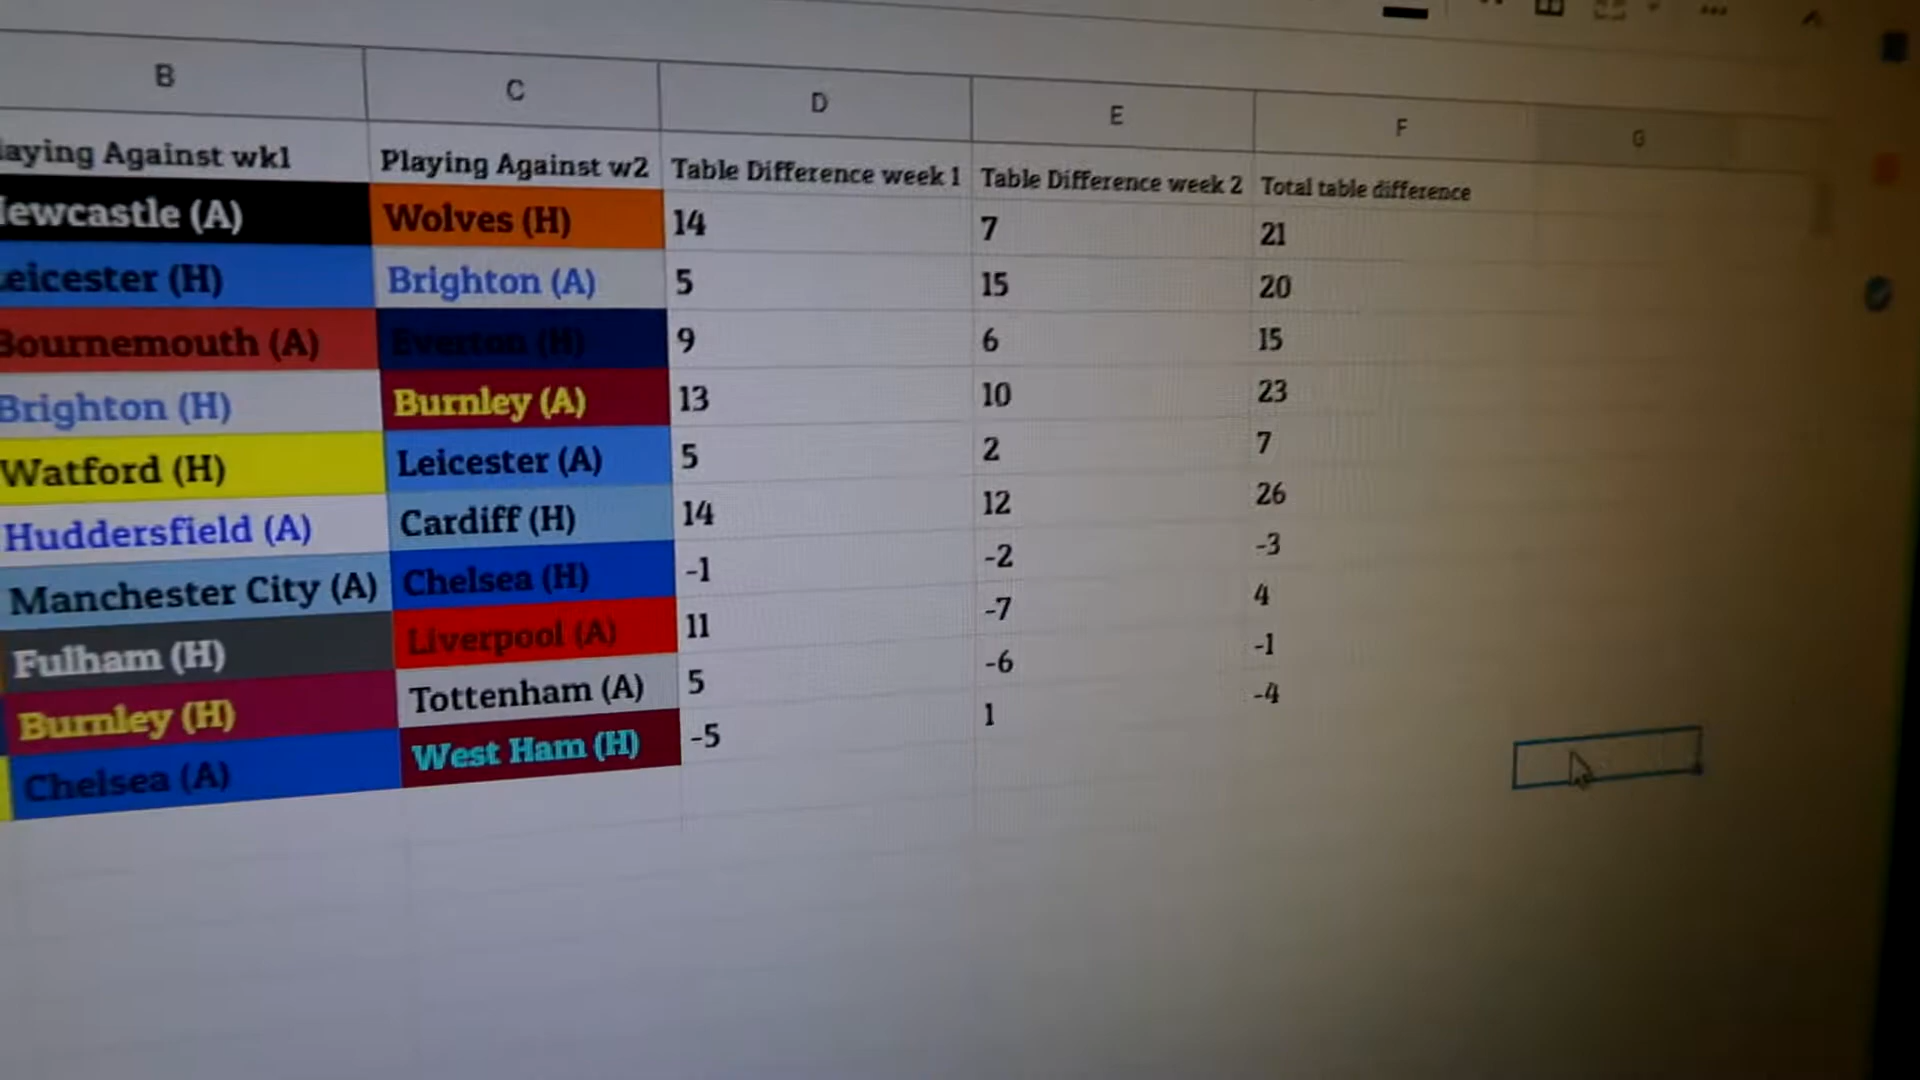 B C D E F G
aying Against wk1 Playing Against w2 Table Difference week 1 Table Difference week 2 Total table difference
ewcastle (A) Wolves (H) 14 7 21
eicester (H) Brighton (A) 5 15 20
Bournemouth (A) Everton (H) 9 6 15
Brighton (H) Burnley (A) 13 10 23
Watford (H) Leicester (A) 5 2 7
Huddersfield (A) Cardiff (H) 14 12 26
Manchester City (A) Chelsea (H) -1 -2 -3
Fulham (H) Liverpool (A) 11 -7 4
Burnley (H) Tottenham (A) 5 -6 -1
Chelsea (A) West Ham (H) -5 1 -4